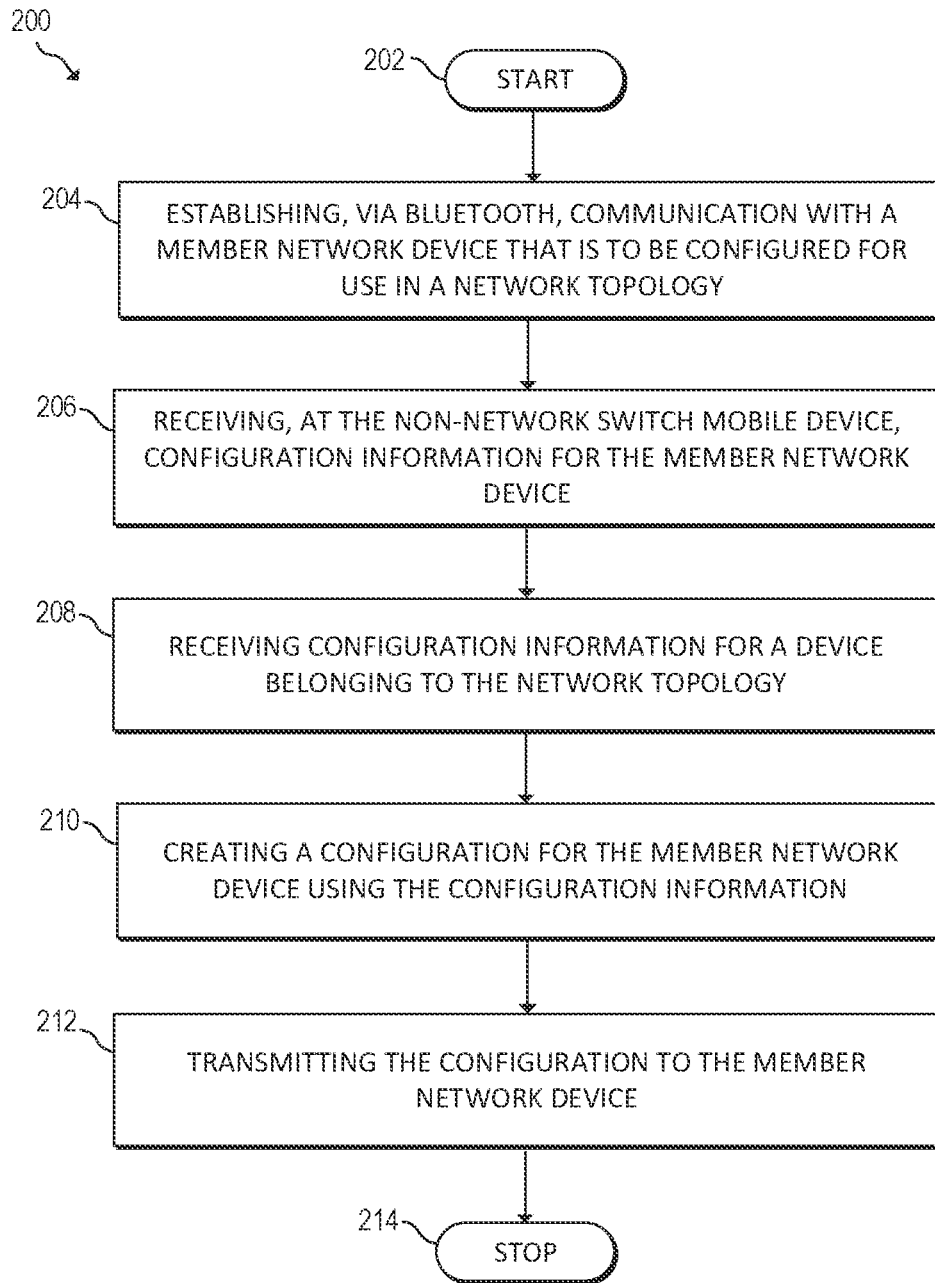 200
202
START
204
ESTABLISHING, VIA BLUETOOTH, COMMUNICATION WITH A
MEMBER NETWORK DEVICE THAT IS TO BE CONFIGURED FOR
USE IN A NETWORK TOPOLOGY
206
RECEIVING, AT THE NON-NETWORK SWITCH MOBILE DEVICE,
CONFIGURATION INFORMATION FOR THE MEMBER NETWORK
DEVICE
208
RECEIVING CONFIGURATION INFORMATION FOR A DEVICE
BELONGING TO THE NETWORK TOPOLOGY
210
CREATING A CONFIGURATION FOR THE MEMBER NETWORK
DEVICE USING THE CONFIGURATION INFORMATION
212
TRANSMITTING THE CONFIGURATION TO THE MEMBER
NETWORK DEVICE
214
STOP